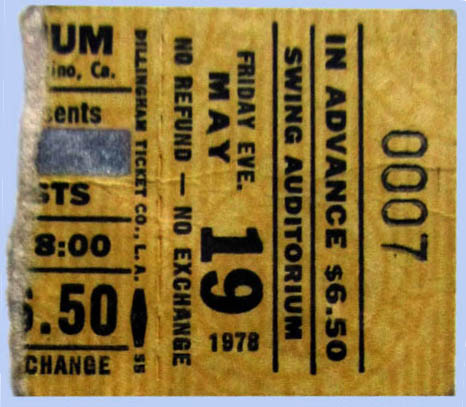 UM
ino, Ca.
sents
STS
8:00
.50
CHANGE
DILLINGHAM TICKET CO., L.A.
55
NO REFUND — NO EXCHANGE
FRIDAY EVE.
MAY
19
1978
SWING AUDITORIUM
IN ADVANCE $6.50
0007